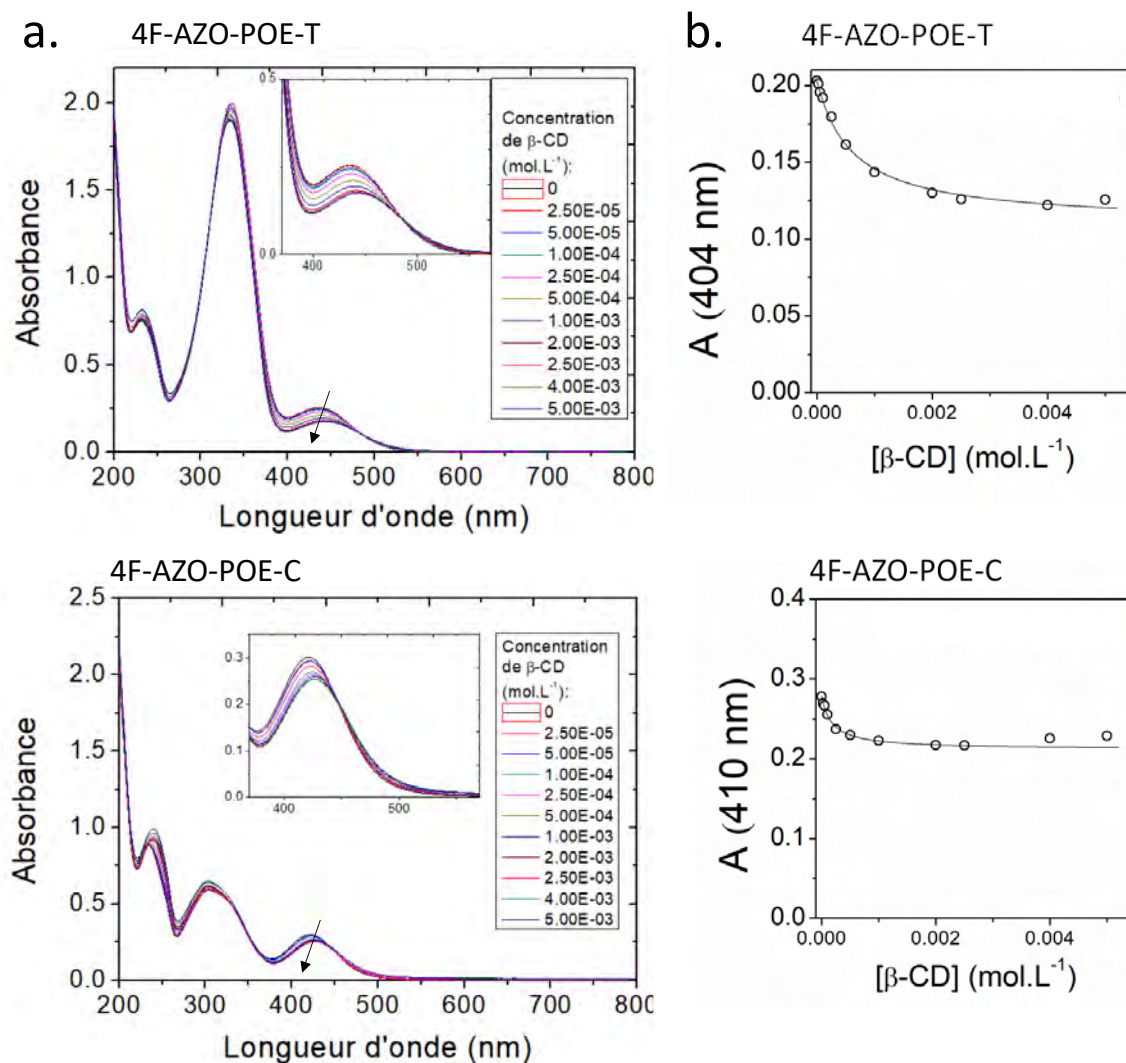 a.
4F-AZO-POE-T
Absorbance
2.0
1.5
1.0
0.5
0.0
200 300 400 500 600 700 800
Longueur d'onde (nm)
0.5
0.0
400 500
Concentration
de β-CD
(mol.L⁻¹):
0
2.50E-05
5.00E-05
1.00E-04
2.50E-04
5.00E-04
1.00E-03
2.00E-03
2.50E-03
4.00E-03
5.00E-03
b.
4F-AZO-POE-T
A (404 nm)
0.20
0.15
0.10
0.05
0.00
0.000 0.002 0.004
[β-CD] (mol.L⁻¹)
4F-AZO-POE-C
Absorbance
2.5
2.0
1.5
1.0
0.5
0.0
200 300 400 500 600 700 800
Longueur d'onde (nm)
0.3
0.2
0.1
0.0
400 500
Concentration
de β-CD
(mol.L⁻¹):
0
2.50E-05
5.00E-05
1.00E-04
2.50E-04
5.00E-04
1.00E-03
2.00E-03
2.50E-03
4.00E-03
5.00E-03
4F-AZO-POE-C
A (410 nm)
0.4
0.3
0.2
0.1
0.0
0.000 0.002 0.004
[β-CD] (mol.L⁻¹)